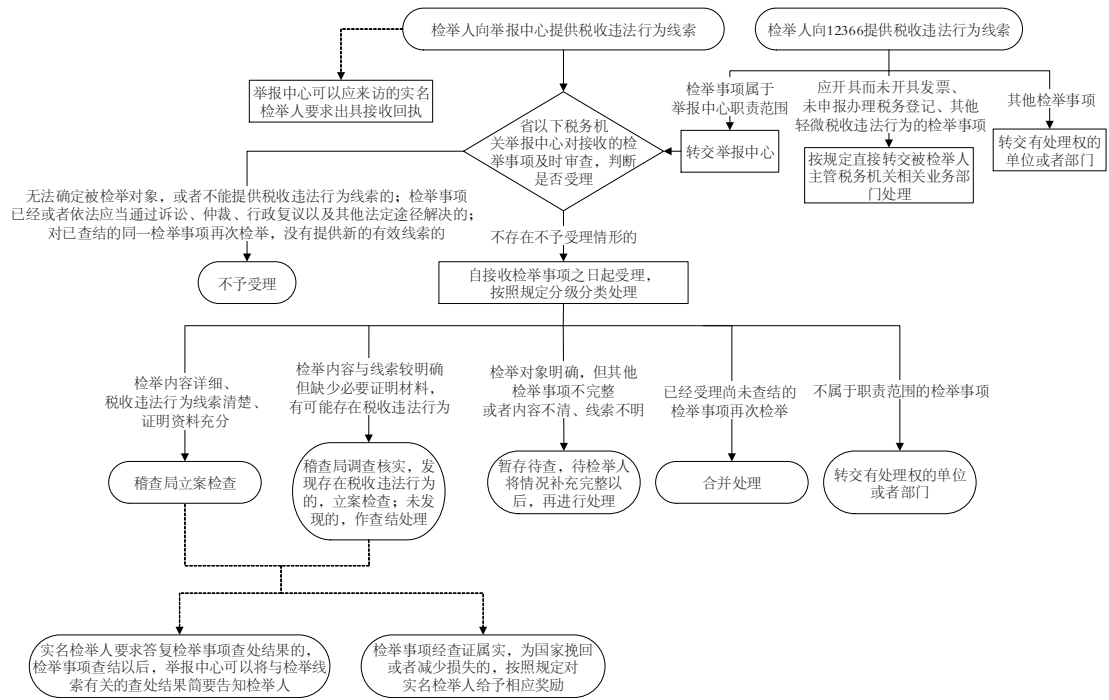 检举人向举报中心提供税收违法行为线索
检举人向12366提供税收违法行为线索
举报中心可以应来访的实名
检举人要求出具接收回执
检举事项属于
举报中心职责范围
应开具而未开具发票、
未申报办理税务登记、其他
轻微税收违法行为的检举事项
其他检举事项
省以下税务机
关举报中心对接收的检
举事项及时审查，判断
是否受理
转交举报中心
按规定直接转交被检举人
主管税务机关相关业务部
门处理
转交有处理权的
单位或者部门
无法确定被检举对象，或者不能提供税收违法行为线索的；检举事项
已经或者依法应当通过诉讼、仲裁、行政复议以及其他法定途径解决的；
对已查结的同一检举事项再次检举，没有提供新的有效线索的
不存在不予受理情形的
不予受理
自接收检举事项之日起受理，
按照规定分级分类处理
检举内容详细、
税收违法行为线索清楚、
证明资料充分
检举内容与线索较明确
但缺少必要证明材料，
有可能存在税收违法行为
检举对象明确，但其他
检举事项不完整
或者内容不清、线索不明
已经受理尚未查结的
检举事项再次检举
不属于职责范围的检举事项
稽查局立案检查
稽查局调查核实，发
现存在税收违法行为
的，立案检查；未发
现的，作查结处理
暂存待查，待检举人
将情况补充完整以
后，再进行处理
合并处理
转交有处理权的单位
或者部门
实名检举人要求答复检举事项查处结果的，
检举事项查结以后，举报中心可以将与检举线
索有关的查处结果简要告知检举人
检举事项经查证属实，为国家挽回
或者减少损失的，按照规定对
实名检举人给予相应奖励